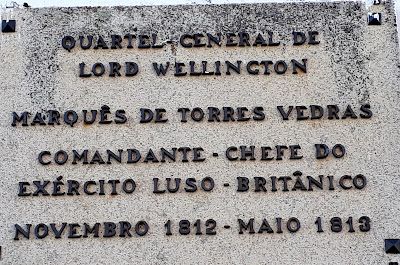 QUARTEL-GENERAL DE
LORD WELLINGTON
MARQUÊS DE TORRES VEDRAS
COMANDANTE-CHEFE DO
EXÉRCITO LUSO-BRITÂNICO
NOVEMBRO 1812-MAIO 1813